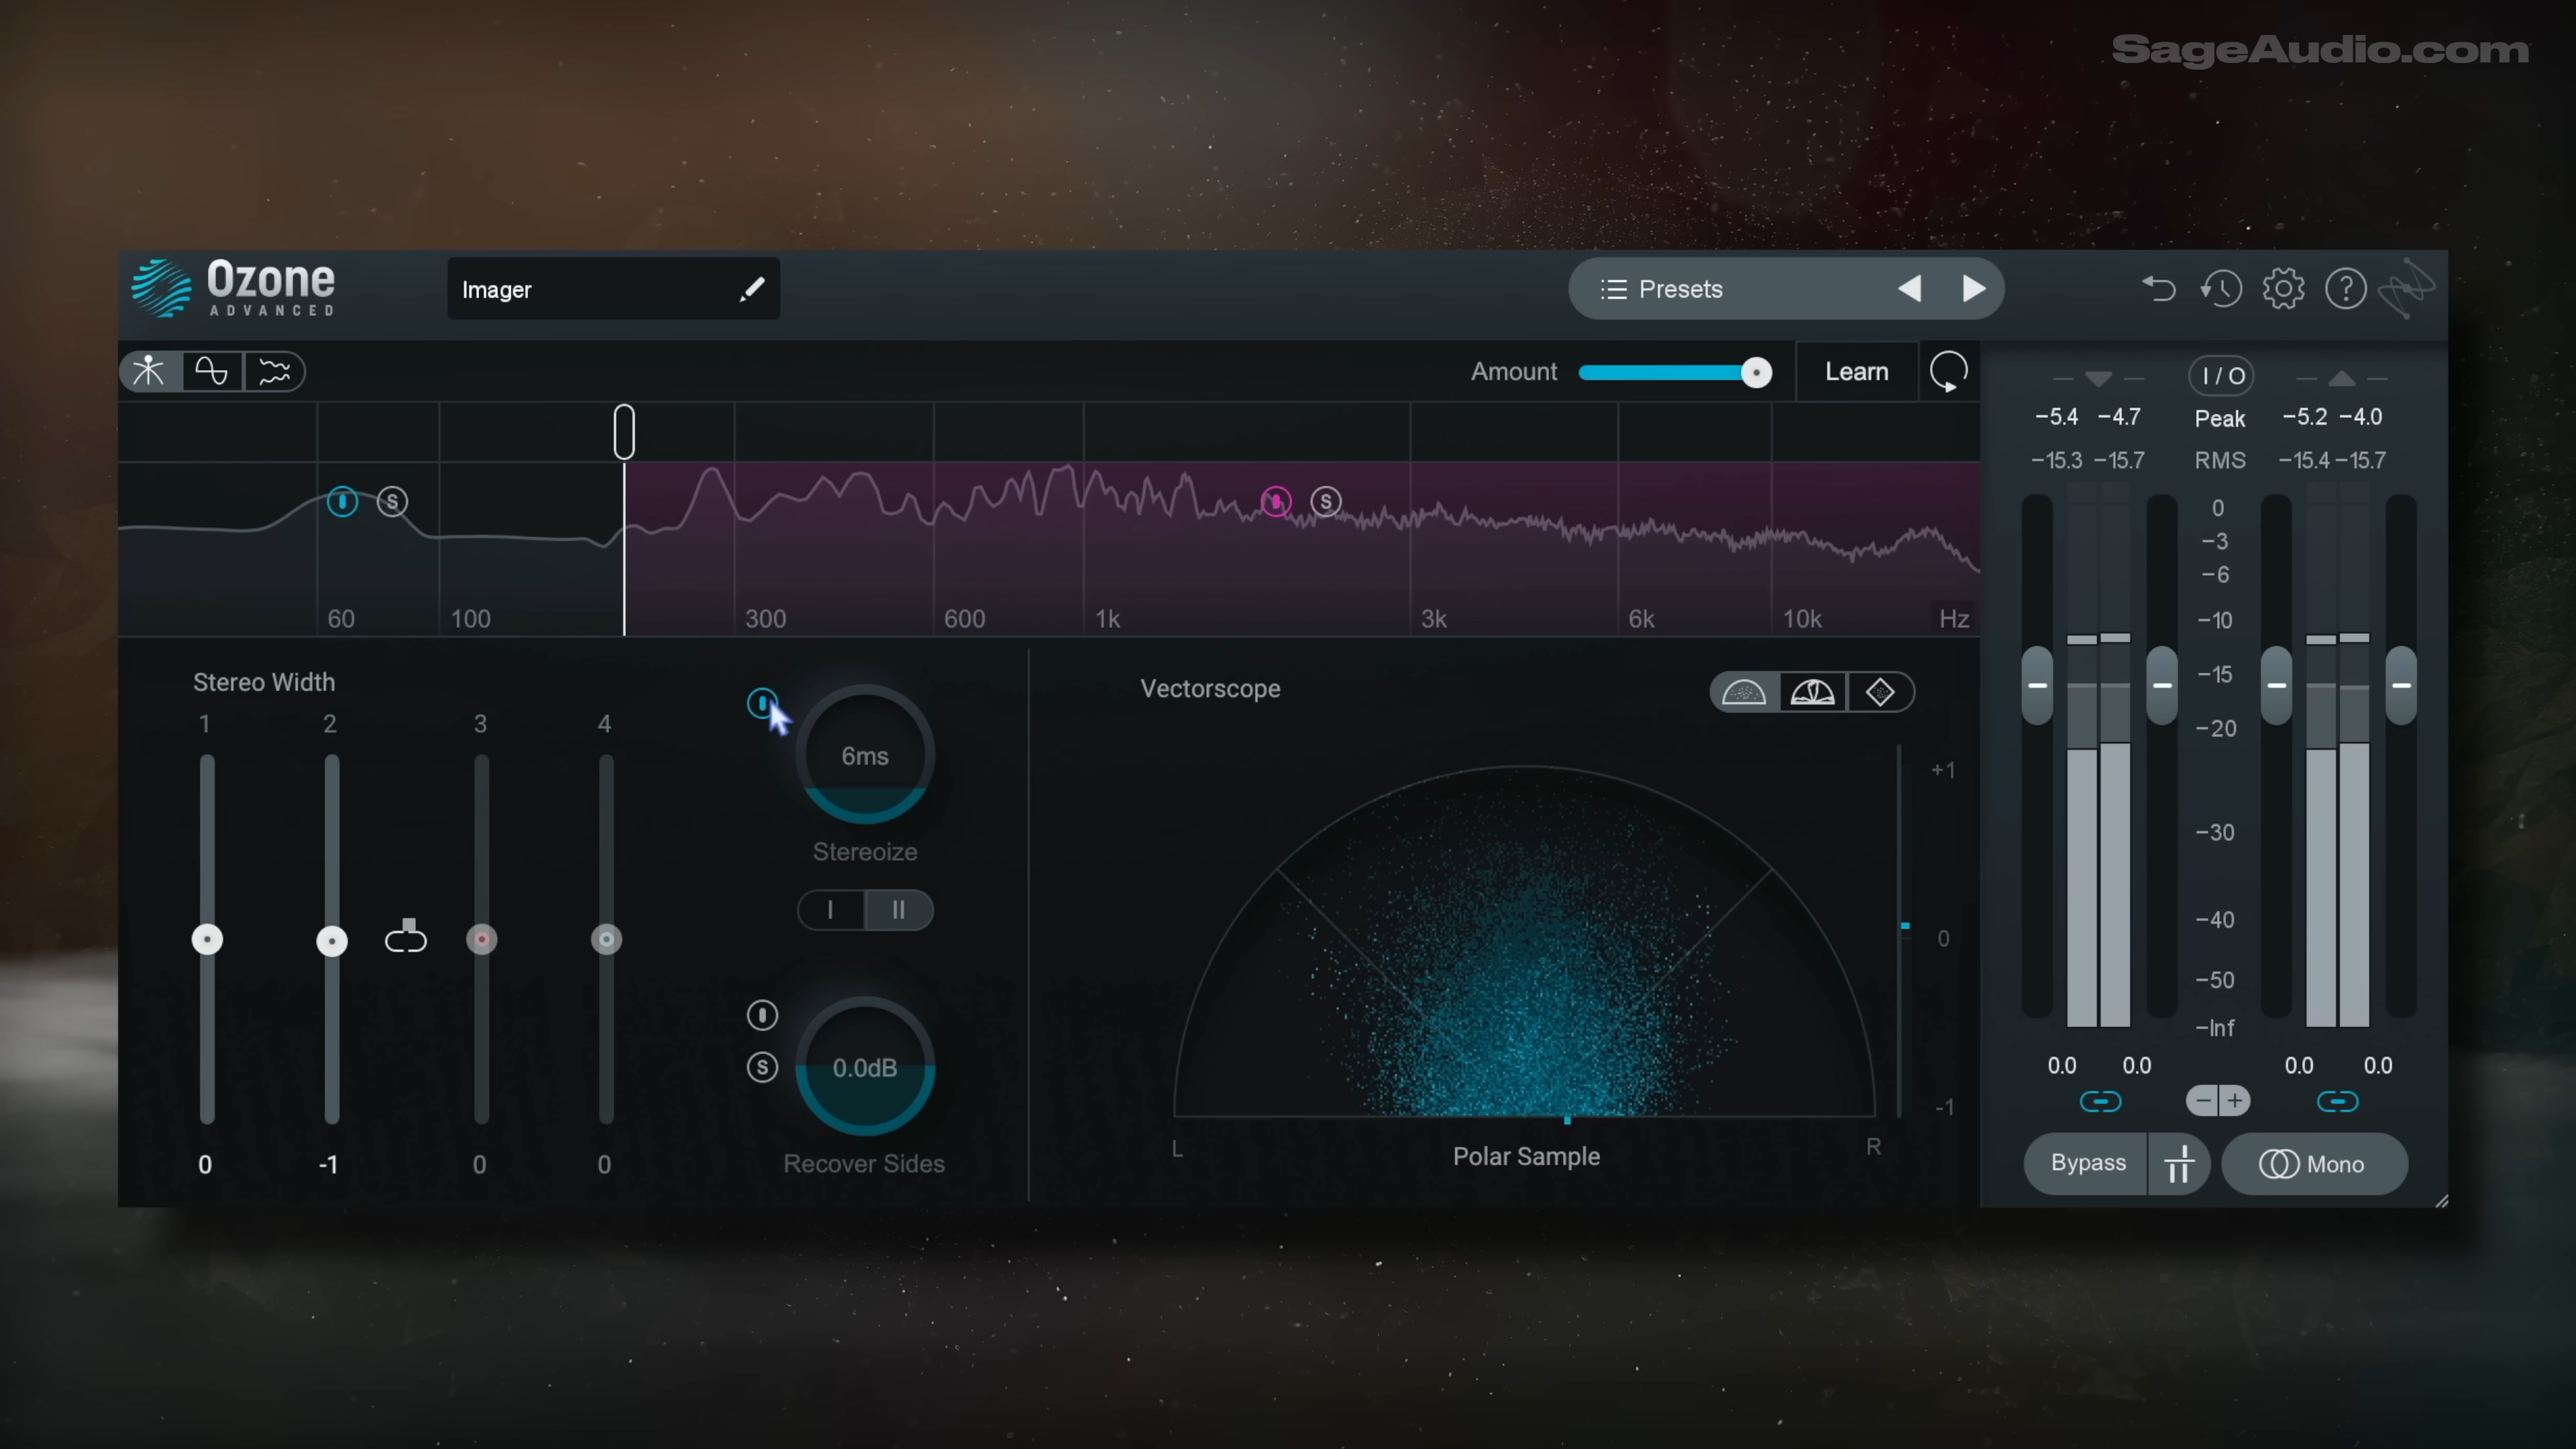 SageAudio.com
Ozone
ADVANCED
Imager
Presets
?
Amount
Learn
I / O
-5.4 -4.7 Peak -5.2 -4.0
-15.3 -15.7 RMS -15.4 -15.7
S
S
60 100 300 600 1k 3k 6k 10k Hz
0
-3
-6
-10
-15
-20
-30
-40
-50
-Inf
0.0 0.0 0.0 0.0
- +
Bypass
Mono
Stereo Width
1 2 3 4
0 -1 0 0
6ms
Stereoize
I II
S
0.0dB
Recover Sides
Vectorscope
+1
0
-1
L R
Polar Sample